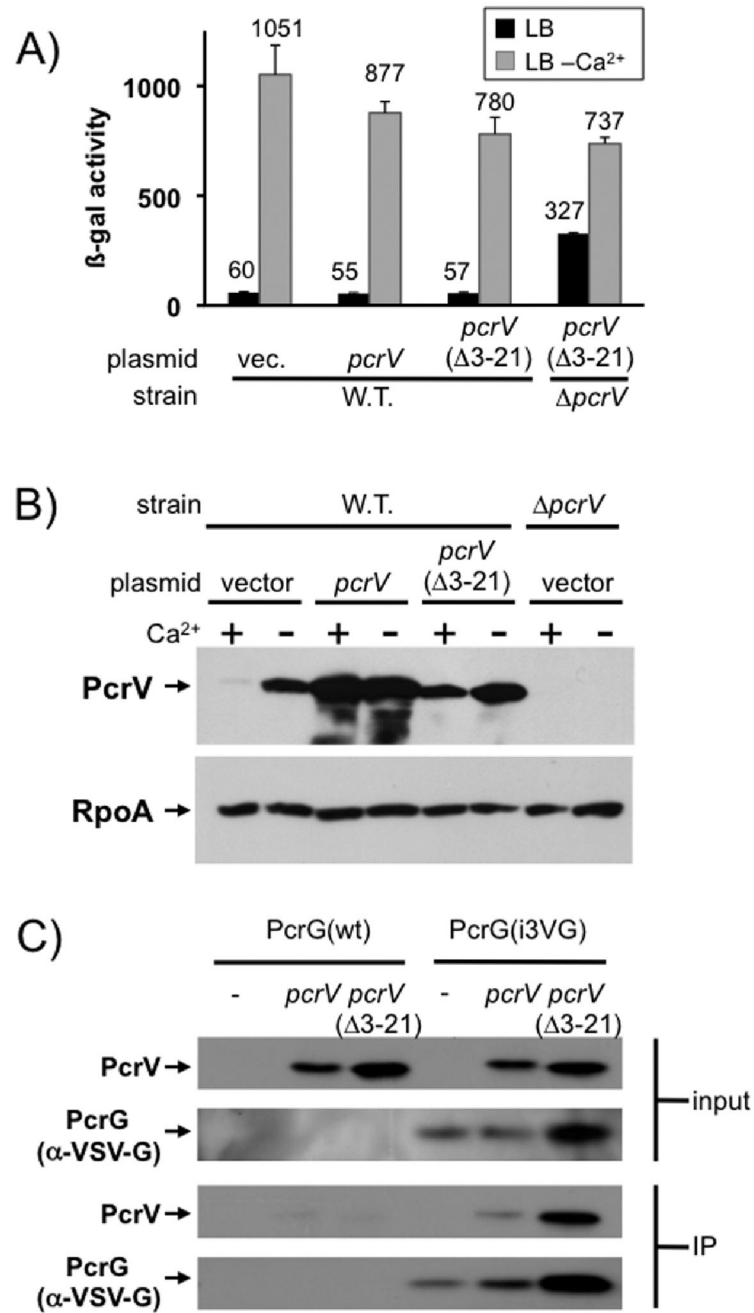 A)
LB
LB –Ca²⁺
ß-gal activity
1000
500
0
1051
877
780
737
60
55
57
327
plasmid vec. pcrV pcrV (Δ3-21) pcrV (Δ3-21)
strain W.T. ΔpcrV
B)
strain W.T. ΔpcrV
plasmid vector pcrV pcrV (Δ3-21) vector
Ca²⁺ + - + - + - + -
PcrV
RpoA
C)
PcrG(wt) PcrG(i3VG)
- pcrV pcrV - pcrV pcrV
(Δ3-21) (Δ3-21)
PcrV
PcrG
(α-VSV-G)
input
PcrV
PcrG
(α-VSV-G)
IP